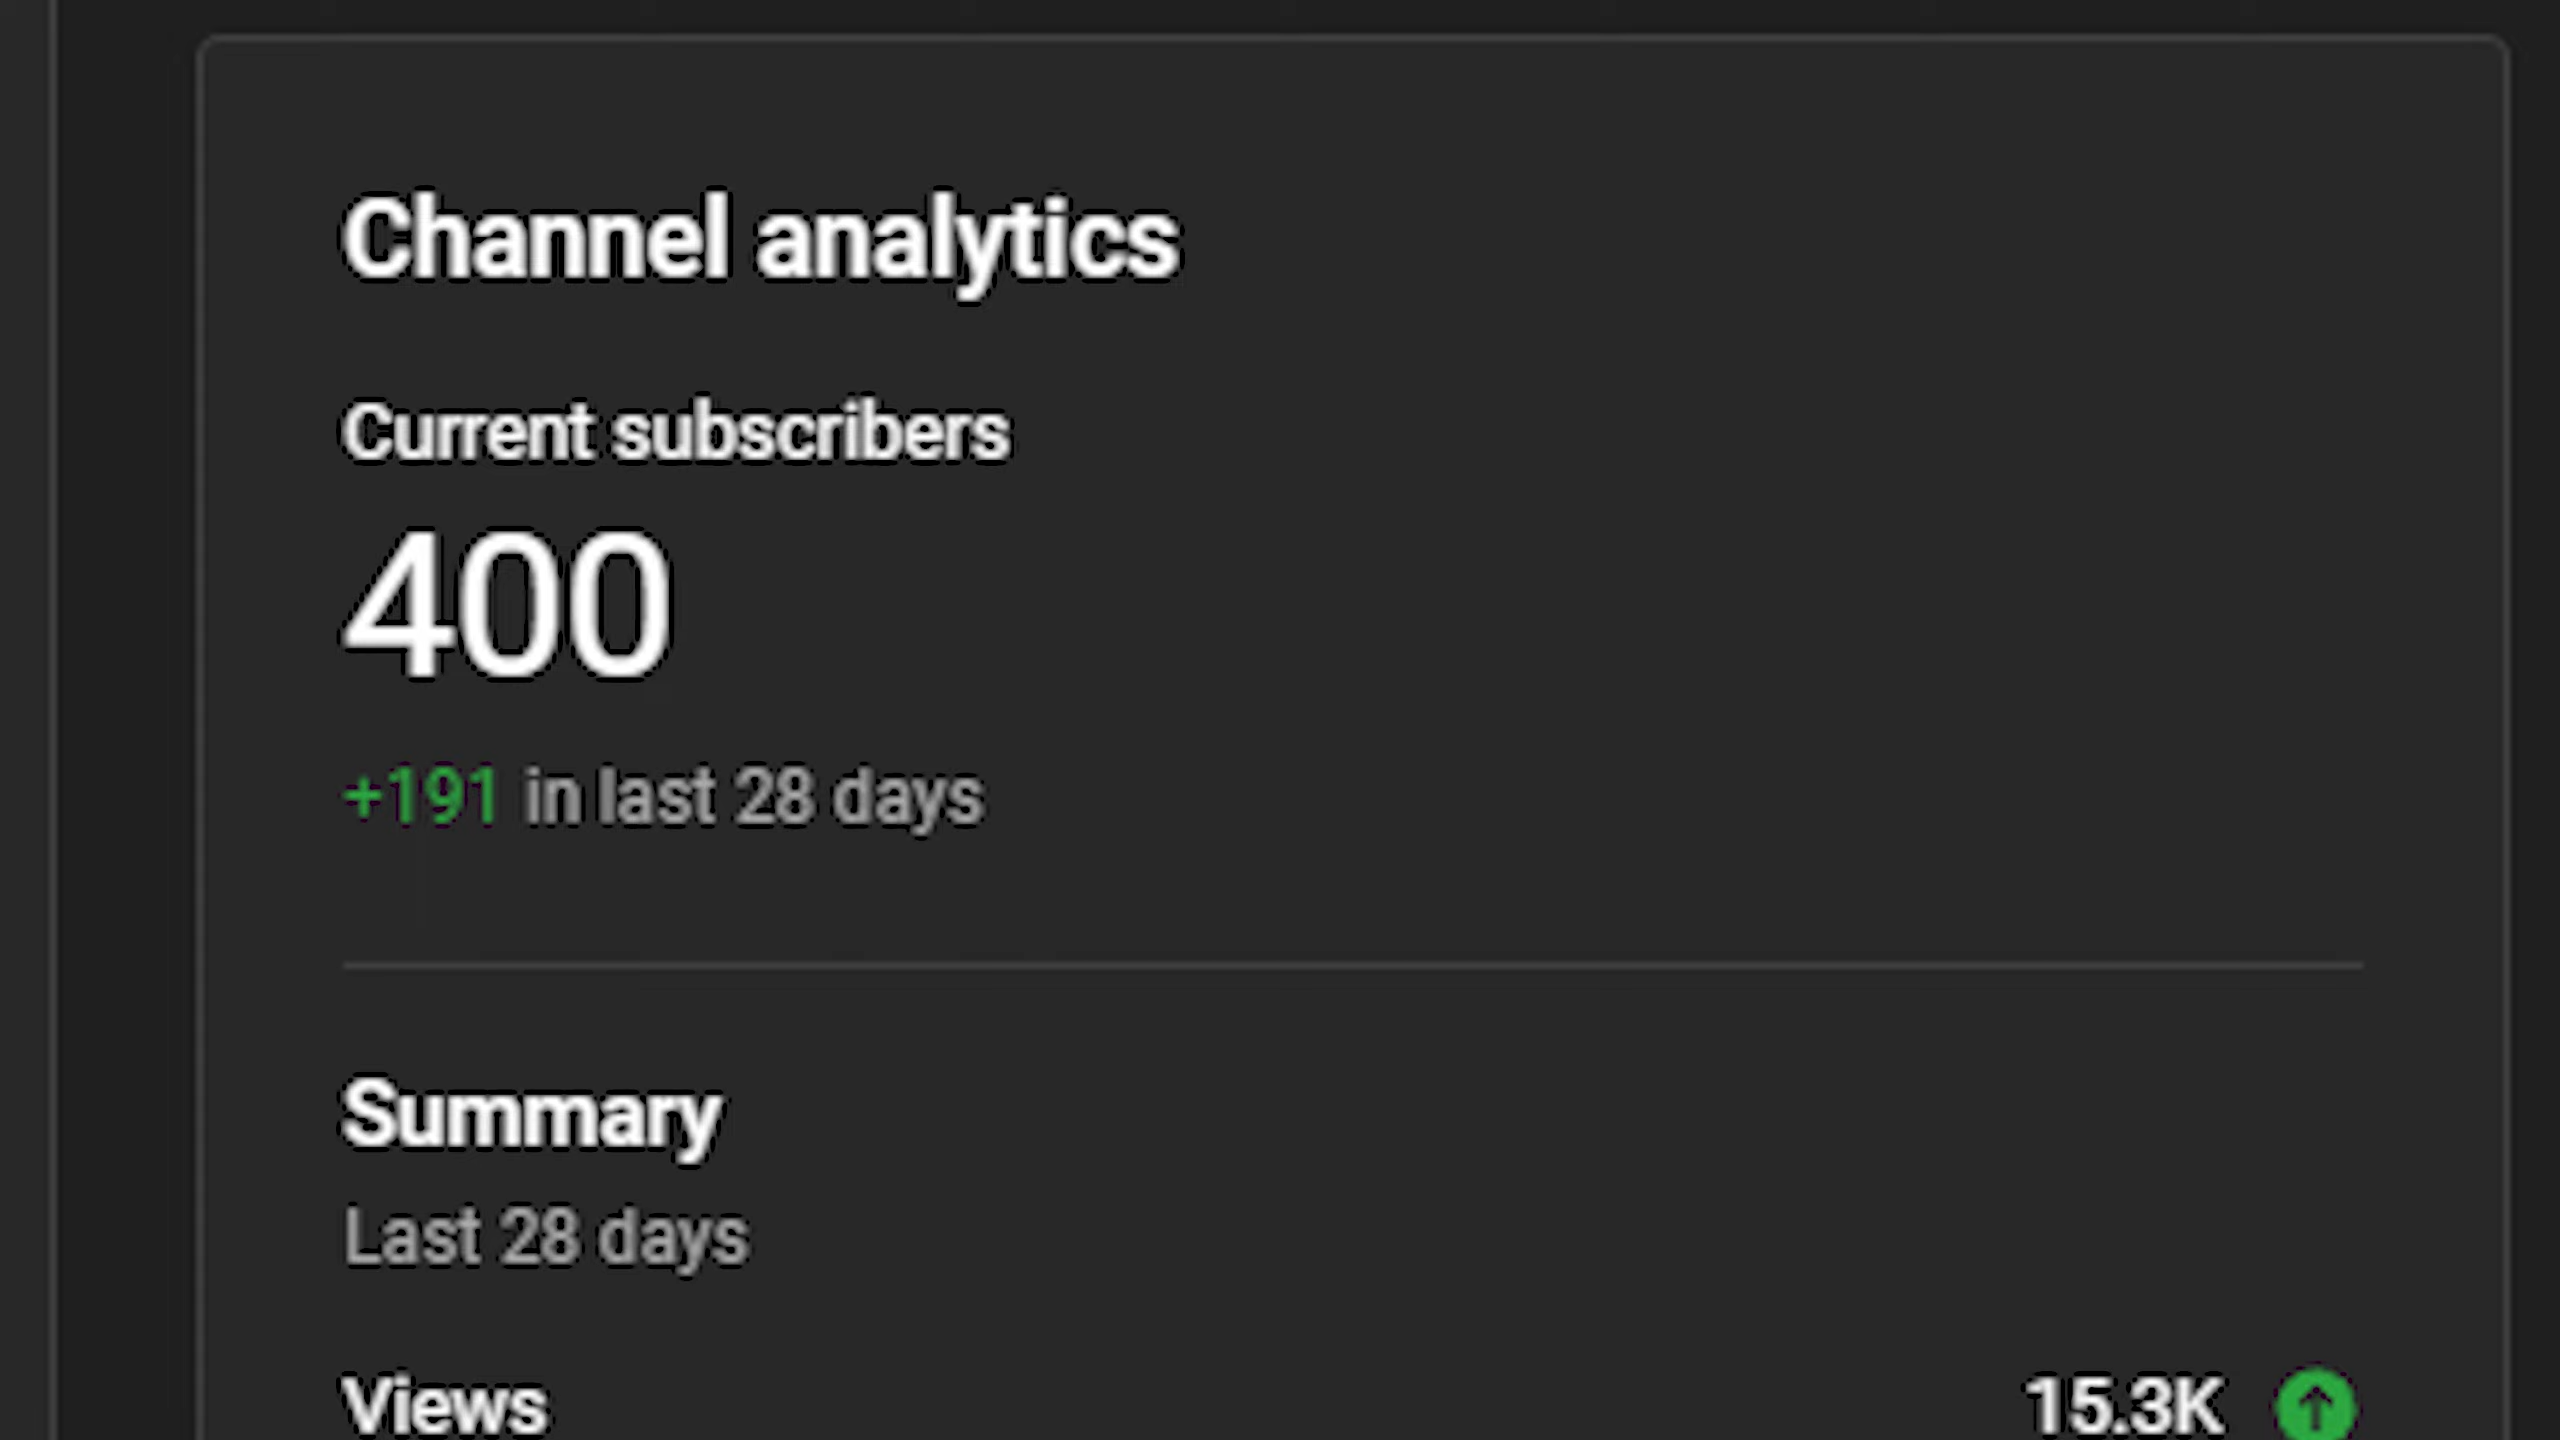 Channel analytics
Current subscribers
400
+191 in last 28 days
Summary
Last 28 days
Views 15.3K